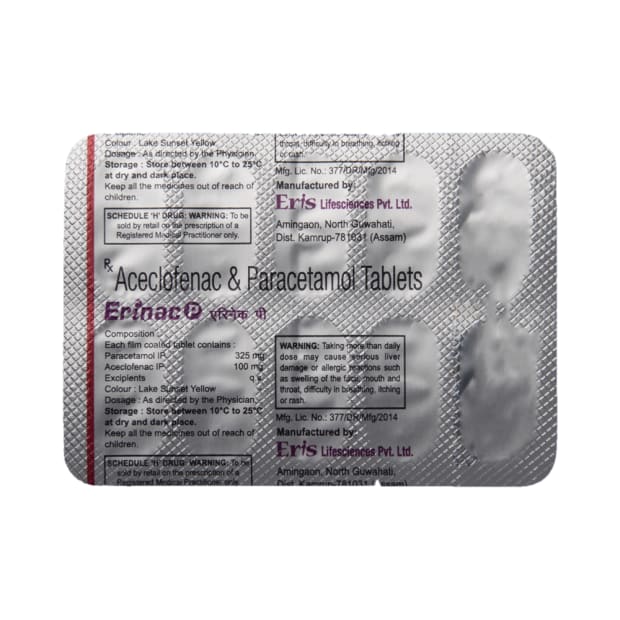 Colour : Lake Sunset Yellow
Dosage : As directed by the Physician.
Storage : Store between 10°C to 25°C
at dry and dark place.
Keep all the medicines out of reach of
children.
SCHEDULE 'H' DRUG: WARNING: To be
sold by retail on the prescription of a
Registered Medical Practitioner only.
throat, difficulty in breathing, itching
or rash.
Mfg. Lic. No.: 377/DR/Mfg/2014
Manufactured by:
Eris Lifesciences Pvt. Ltd.
Amingaon, North Guwahati,
Dist. Kamrup-781031 (Assam)
Rx
Aceclofenac & Paracetamol Tablets
Erinac P एरिनेक पी
Composition :
Each film coated tablet contains :
Paracetamol IP 325 mg
Aceclofenac IP 100 mg
Excipients q.s.
Colour : Lake Sunset Yellow
Dosage : As directed by the Physician.
Storage : Store between 10°C to 25°C
at dry and dark place.
Keep all the medicines out of reach of
children.
SCHEDULE 'H' DRUG: WARNING: To be
sold by retail on the prescription of a
Registered Medical Practitioner only.
WARNING: Taking more than daily
dose may cause serious liver
damage or allergic reactions such
as swelling of the face, mouth and
throat, difficulty in breathing, itching
or rash.
Mfg. Lic. No.: 377/DR/Mfg/2014
Manufactured by:
Eris Lifesciences Pvt. Ltd.
Amingaon, North Guwahati,
Dist. Kamrup-781031 (Assam)